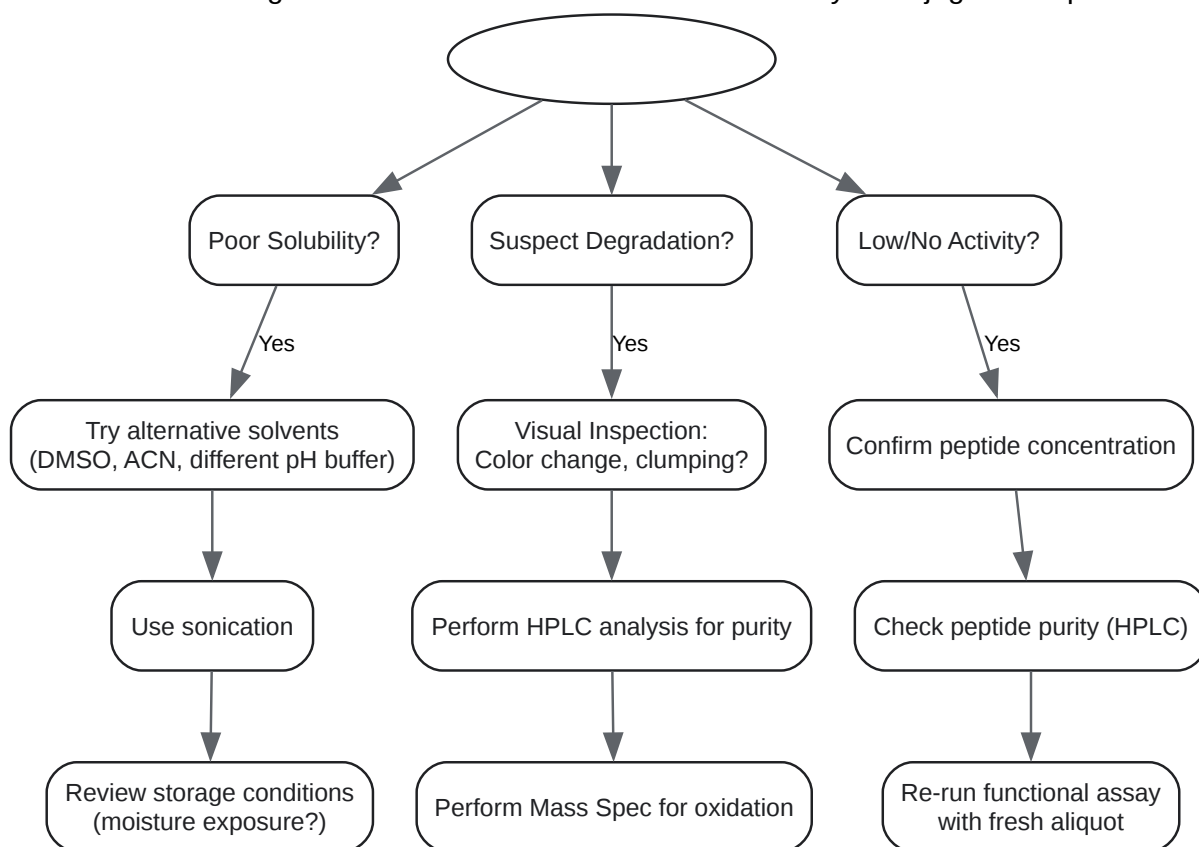 Poor Solubility?
Suspect Degradation?
Low/No Activity?
Yes
Yes
Yes
Try alternative solvents
(DMSO, ACN, different pH buffer)
Visual Inspection:
Color change, clumping?
Confirm peptide concentration
Use sonication
Perform HPLC analysis for purity
Check peptide purity (HPLC)
Review storage conditions
(moisture exposure?)
Perform Mass Spec for oxidation
Re-run functional assay
with fresh aliquot